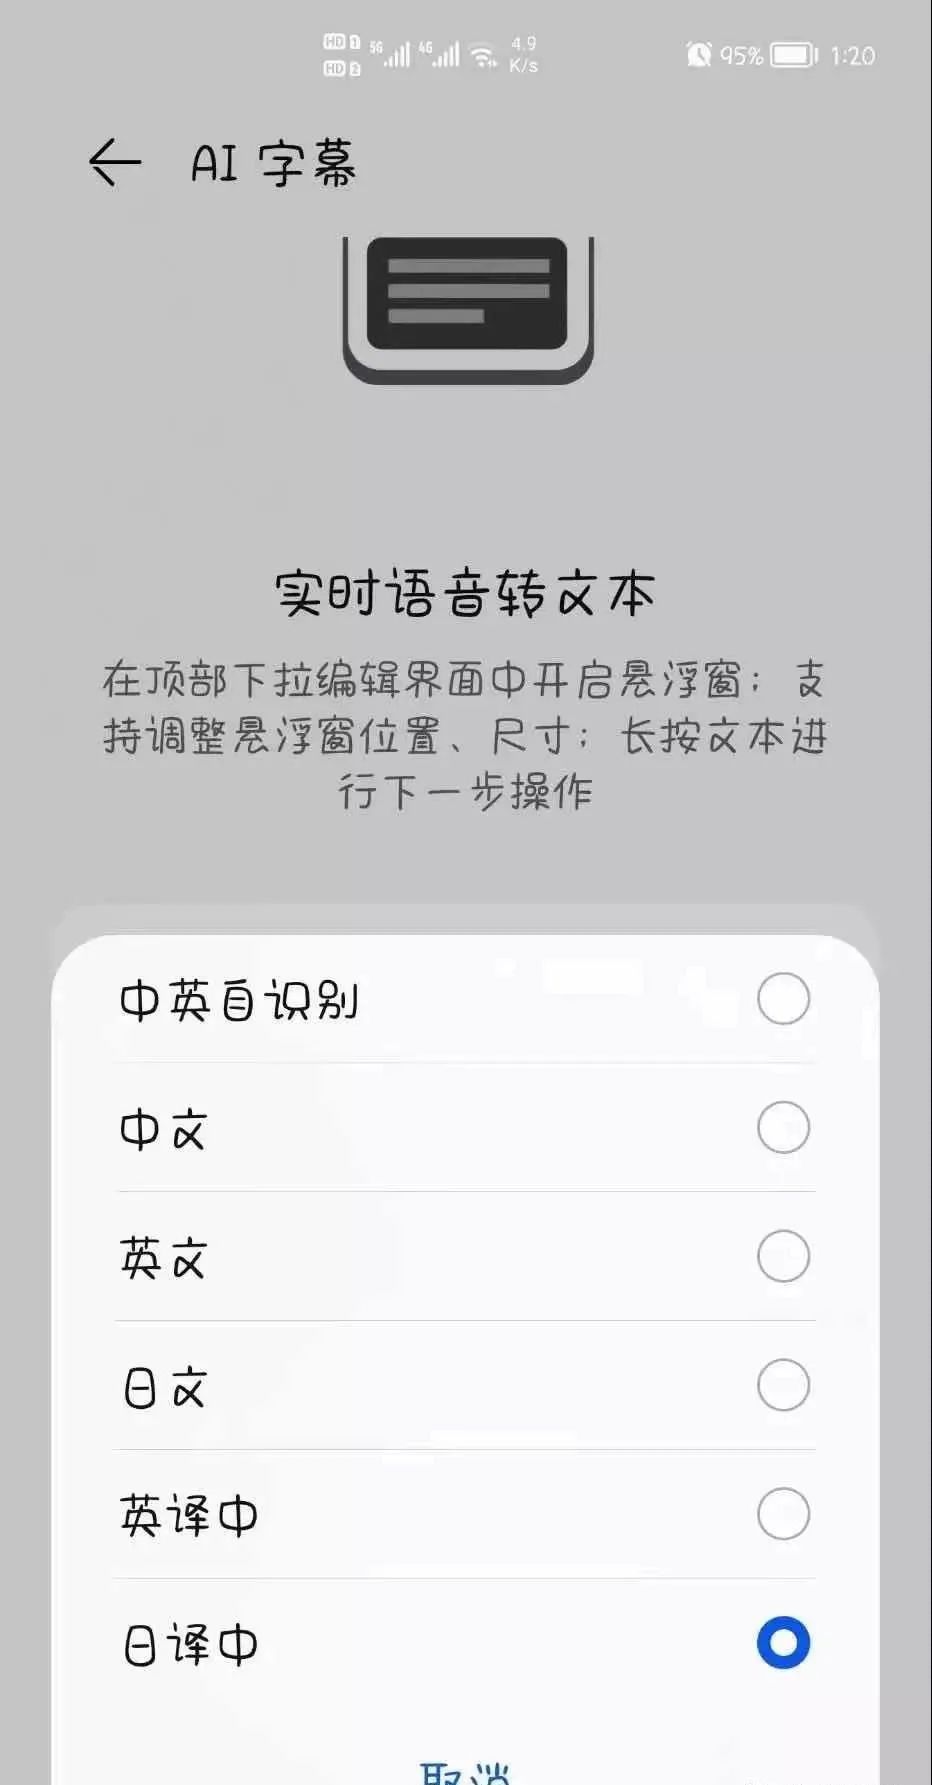 HD 1 5G 4G 4.9
HD 2 K/s
95% 1:20
AI 字幕
实时语音转文本
在顶部下拉编辑界面中开启悬浮窗；支
持调整悬浮窗位置、尺寸；长按文本进
行下一步操作
中英自识别
中文
英文
日文
英译中
日译中
取消